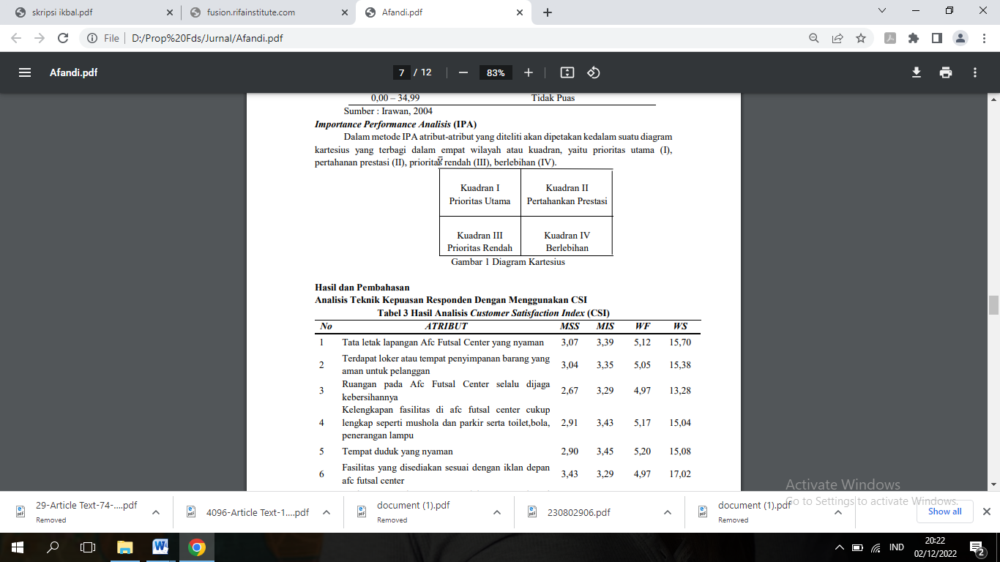 skripsi ikbal.pdf
fusion.rifainstitute.com
Afandi.pdf
File
D:/Prop%20Fds/Jurnal/Afandi.pdf
Afandi.pdf
7 / 12
83%
0,00 – 34,99 Tidak Puas
Sumber : Irawan, 2004
Importance Performance Analisis (IPA)
Dalam metode IPA atribut-atribut yang diteliti akan dipetakan kedalam suatu diagram
kartesius yang terbagi dalam empat wilayah atau kuadran, yaitu prioritas utama (I),
pertahanan prestasi (II), prioritas rendah (III), berlebihan (IV).
Kuadran I
Prioritas Utama
Kuadran II
Pertahankan Prestasi
Kuadran III
Prioritas Rendah
Kuadran IV
Berlebihan
Gambar 1 Diagram Kartesius
Hasil dan Pembahasan
Analisis Teknik Kepuasan Responden Dengan Menggunakan CSI
Tabel 3 Hasil Analisis Customer Satisfaction Index (CSI)
No ATRIBUT MSS MIS WF WS
1 Tata letak lapangan Afc Futsal Center yang nyaman 3,07 3,39 5,12 15,70
2 Terdapat loker atau tempat penyimpanan barang yang
aman untuk pelanggan 3,04 3,35 5,05 15,38
3 Ruangan pada Afc Futsal Center selalu dijaga
kebersihannya 2,67 3,29 4,97 13,28
Kelengkapan fasilitas di afc futsal center cukup
4 lengkap seperti mushola dan parkir serta toilet,bola, 2,91 3,43 5,17 15,04
penerangan lampu
5 Tempat duduk yang nyaman 2,90 3,45 5,20 15,08
6 Fasilitas yang disediakan sesuai dengan iklan depan
afc futsal center 3,43 3,29 4,97 17,02
Activate Windows
Go to Settings to activate Windows.
29-Article Text-74-....pdf
Removed
4096-Article Text-1....pdf
document (1).pdf
Removed
230802906.pdf
document (1).pdf
Removed
Show all
IND
20:22
02/12/2022
2